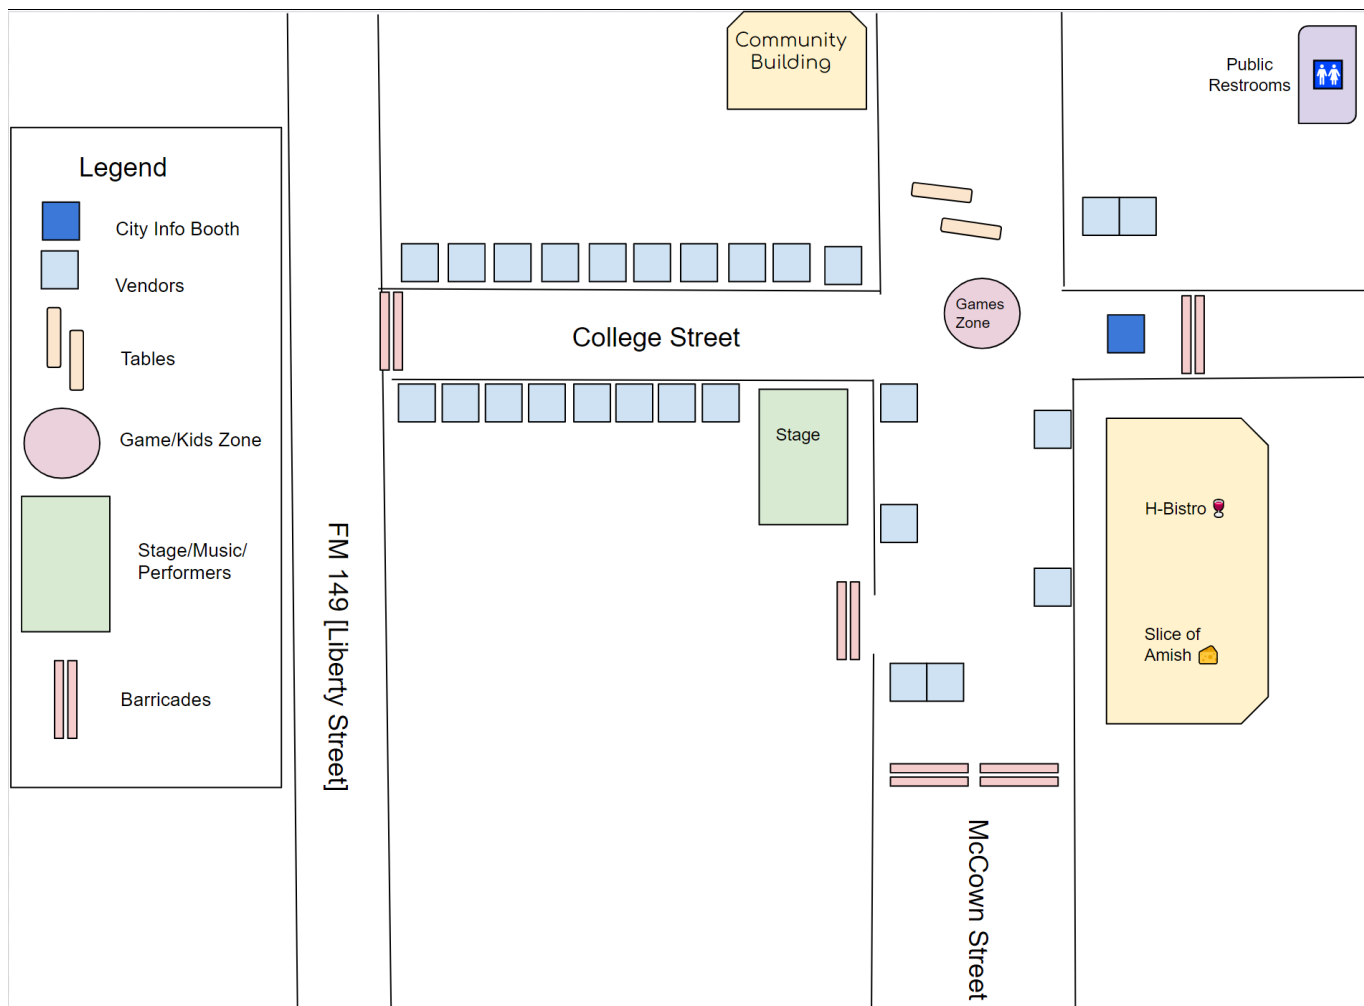 Community
Building
Public
Restrooms
Legend
City Info Booth
Vendors
Tables
Game/Kids Zone
Stage/Music/
Performers
Barricades
Games
Zone
College Street
Stage
H-Bistro 🍷
Slice of
Amish 🧀
FM 149 [Liberty Street]
McCown Street